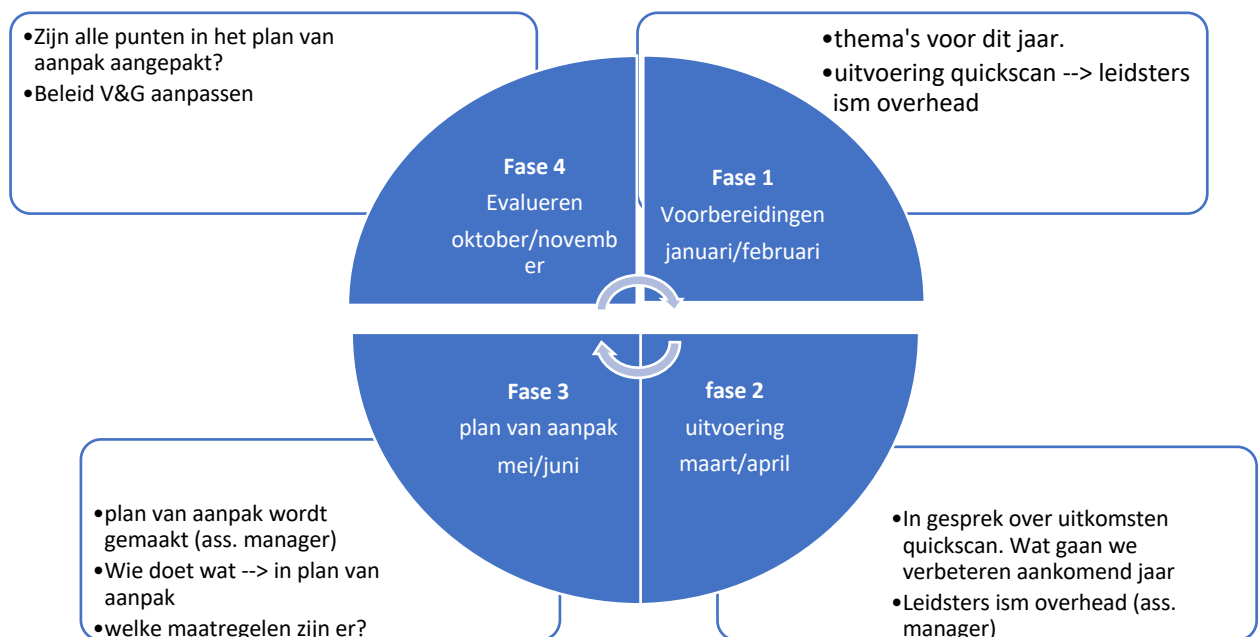 •Zijn alle punten in het plan van
aanpak aangepakt?
•Beleid V&G aanpassen
•thema's voor dit jaar.
•uitvoering quickscan --> leidsters
ism overhead
Fase 4
Evalueren
oktober/novemb
er
Fase 1
Voorbereidingen
januari/februari
Fase 3
plan van aanpak
mei/juni
fase 2
uitvoering
maart/april
•plan van aanpak wordt
gemaakt (ass. manager)
•Wie doet wat --> in plan van
aanpak
•welke maatregelen zijn er?
•In gesprek over uitkomsten
quickscan. Wat gaan we
verbeteren aankomend jaar
•Leidsters ism overhead (ass.
manager)